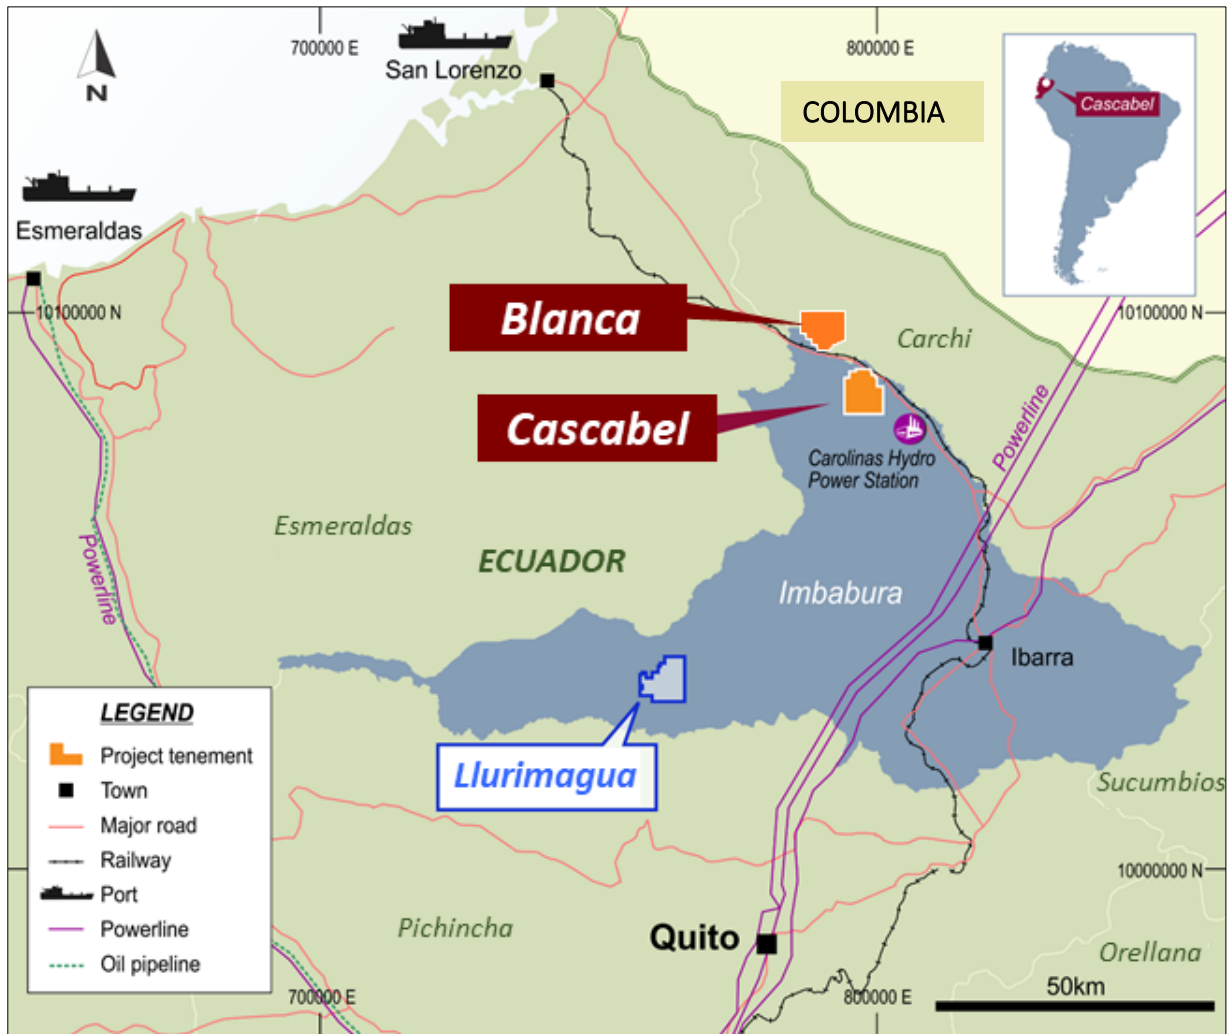 700000 E
800000 E
San Lorenzo
N
COLOMBIA
Cascabel
Esmeraldas
10100000 N
10100000 N
Blanca
Carchi
Cascabel
Powerline
Carolinas Hydro
Power Station
Esmeraldas
ECUADOR
Powerline
Imbabura
Ibarra
LEGEND
Project tenement
Town
Major road
Railway
Port
Powerline
Oil pipeline
Llurimagua
Sucumbios
10000000 N
Pichincha
Quito
Orellana
700000 E
800000 E
50km